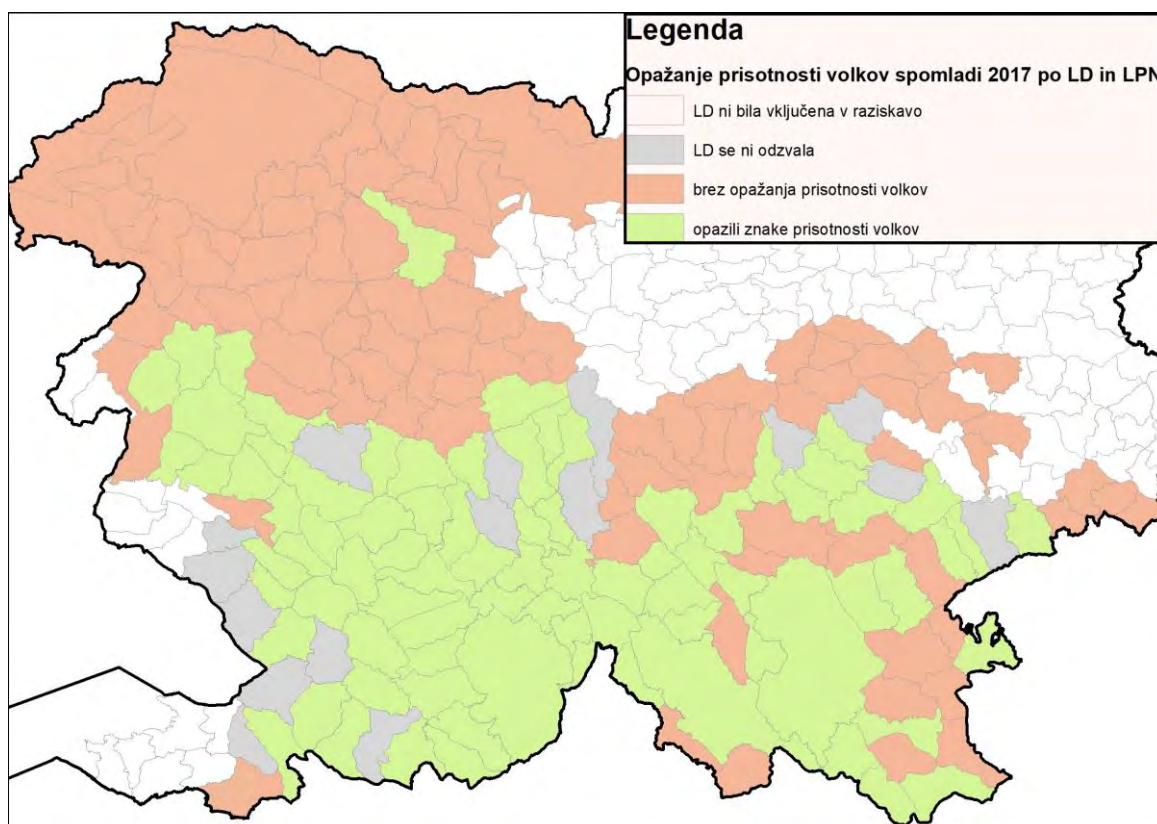 Legenda
Opažanje prisotnosti volkov spomladi 2017 po LD in LPN
LD ni bila vključena v raziskavo
LD se ni odzvala
brez opažanja prisotnosti volkov
opazili znake prisotnosti volkov